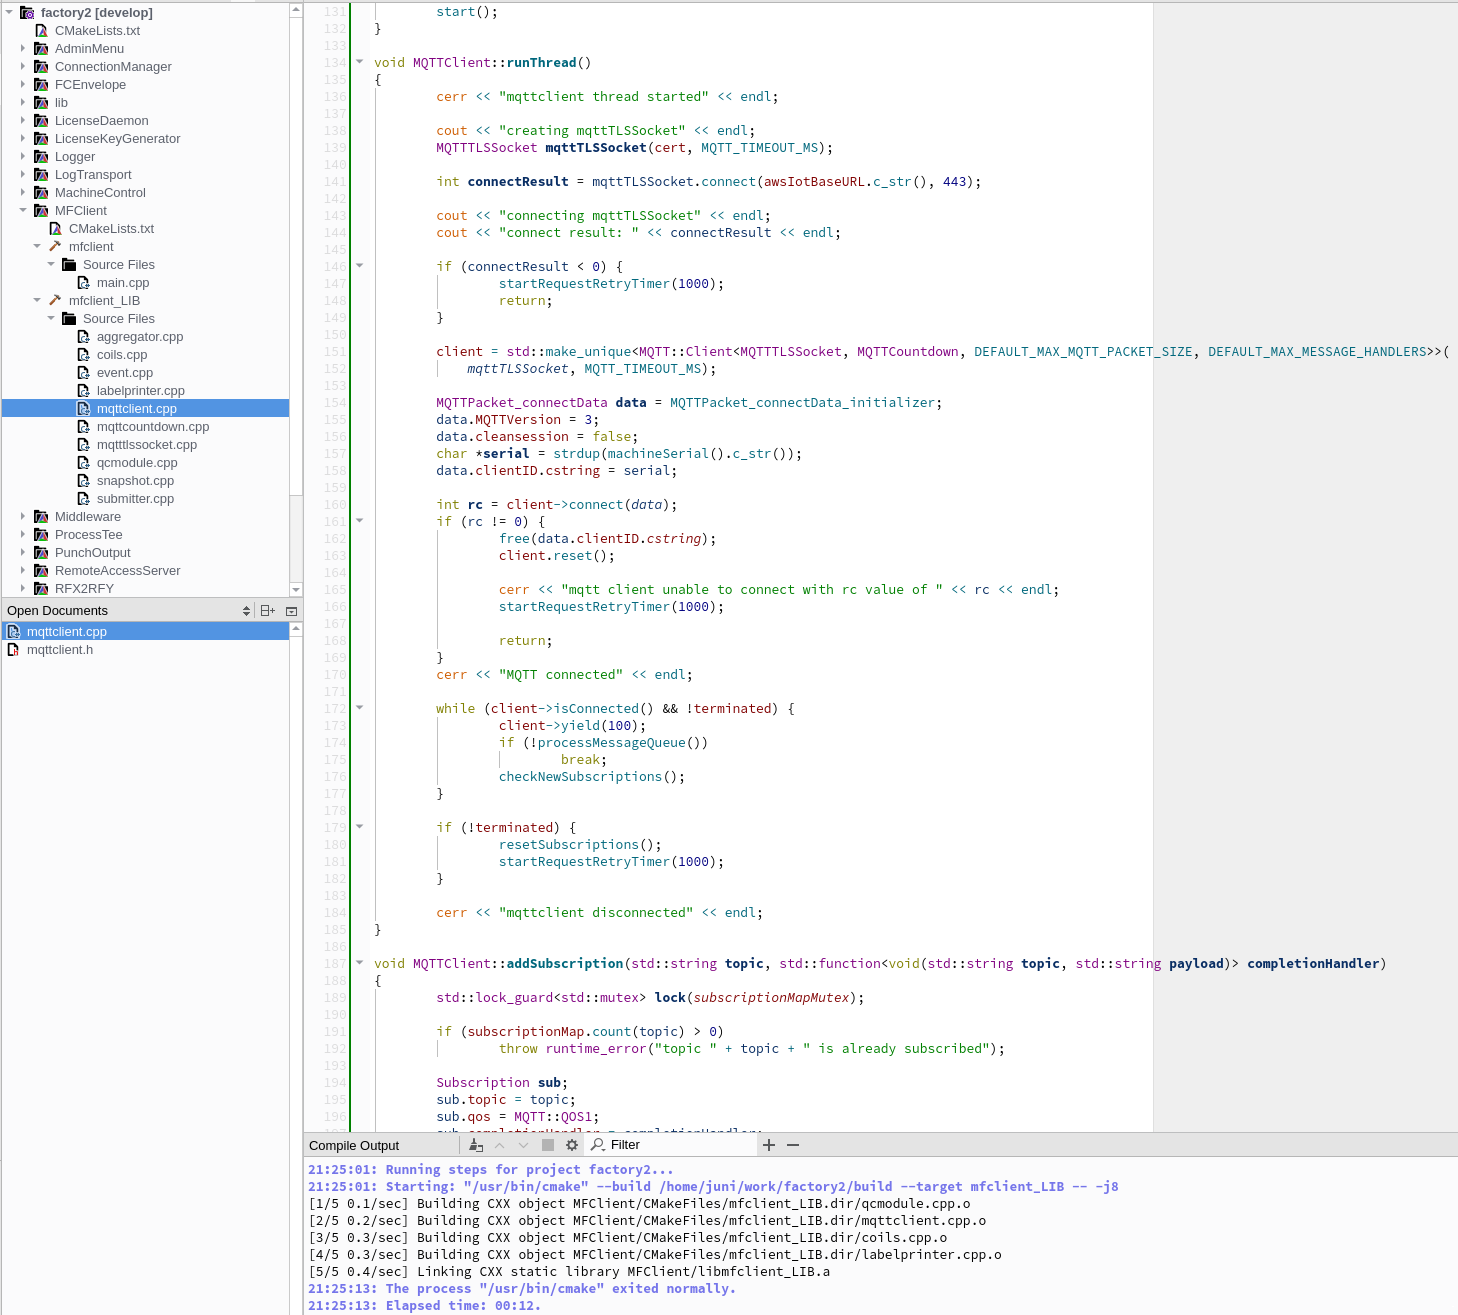 factory2 [develop]
CMakeLists.txt
AdminMenu
ConnectionManager
FCEnvelope
lib
LicenseDaemon
LicenseKeyGenerator
Logger
LogTransport
MachineControl
MFClient
CMakeLists.txt
mfclient
Source Files
main.cpp
mfclient_LIB
Source Files
aggregator.cpp
coils.cpp
event.cpp
labelprinter.cpp
mqttclient.cpp
mqttcountdown.cpp
mqtttlssocket.cpp
qcmodule.cpp
snapshot.cpp
submitter.cpp
Middleware
ProcessTee
PunchOutput
RemoteAccessServer
RFX2RFY
Open Documents
mqttclient.cpp
mqttclient.h
131 start();
132 }
133
134 void MQTTClient::runThread()
135 {
136 cerr << "mqttclient thread started" << endl;
137
138 cout << "creating mqttTLSSocket" << endl;
139 MQTTTLSSocket mqttTLSSocket(cert, MQTT_TIMEOUT_MS);
140
141 int connectResult = mqttTLSSocket.connect(awsIotBaseURL.c_str(), 443);
142
143 cout << "connecting mqttTLSSocket" << endl;
144 cout << "connect result: " << connectResult << endl;
145
146 if (connectResult < 0) {
147 startRequestRetryTimer(1000);
148 return;
149 }
150
151 client = std::make_unique<MQTT::Client<MQTTTLSSocket, MQTTCountdown, DEFAULT_MAX_MQTT_PACKET_SIZE, DEFAULT_MAX_MESSAGE_HANDLERS>>(
152 mqttTLSSocket, MQTT_TIMEOUT_MS);
153
154 MQTTPacket_connectData data = MQTTPacket_connectData_initializer;
155 data.MQTTVersion = 3;
156 data.cleansession = false;
157 char *serial = strdup(machineSerial().c_str());
158 data.clientID.cstring = serial;
159
160 int rc = client->connect(data);
161 if (rc != 0) {
162 free(data.clientID.cstring);
163 client.reset();
164
165 cerr << "mqtt client unable to connect with rc value of " << rc << endl;
166 startRequestRetryTimer(1000);
167
168 return;
169 }
170 cerr << "MQTT connected" << endl;
171
172 while (client->isConnected() && !terminated) {
173 client->yield(100);
174 if (!processMessageQueue())
175 break;
176 checkNewSubscriptions();
177 }
178
179 if (!terminated) {
180 resetSubscriptions();
181 startRequestRetryTimer(1000);
182 }
183
184 cerr << "mqttclient disconnected" << endl;
185 }
186
187 void MQTTClient::addSubscription(std::string topic, std::function<void(std::string topic, std::string payload)> completionHandler)
188 {
189 std::lock_guard<std::mutex> lock(subscriptionMapMutex);
190
191 if (subscriptionMap.count(topic) > 0)
192 throw runtime_error("topic " + topic + " is already subscribed");
193
194 Subscription sub;
195 sub.topic = topic;
196 sub.qos = MQTT::QOS1;
Compile Output
Filter
21:25:01: Running steps for project factory2...
21:25:01: Starting: "/usr/bin/cmake" --build /home/juni/work/factory2/build --target mfclient_LIB -- -j8
[1/5 0.1/sec] Building CXX object MFClient/CMakeFiles/mfclient_LIB.dir/qcmodule.cpp.o
[2/5 0.2/sec] Building CXX object MFClient/CMakeFiles/mfclient_LIB.dir/mqttclient.cpp.o
[3/5 0.3/sec] Building CXX object MFClient/CMakeFiles/mfclient_LIB.dir/coils.cpp.o
[4/5 0.3/sec] Building CXX object MFClient/CMakeFiles/mfclient_LIB.dir/labelprinter.cpp.o
[5/5 0.4/sec] Linking CXX static library MFClient/libmfclient_LIB.a
21:25:13: The process "/usr/bin/cmake" exited normally.
21:25:13: Elapsed time: 00:12.